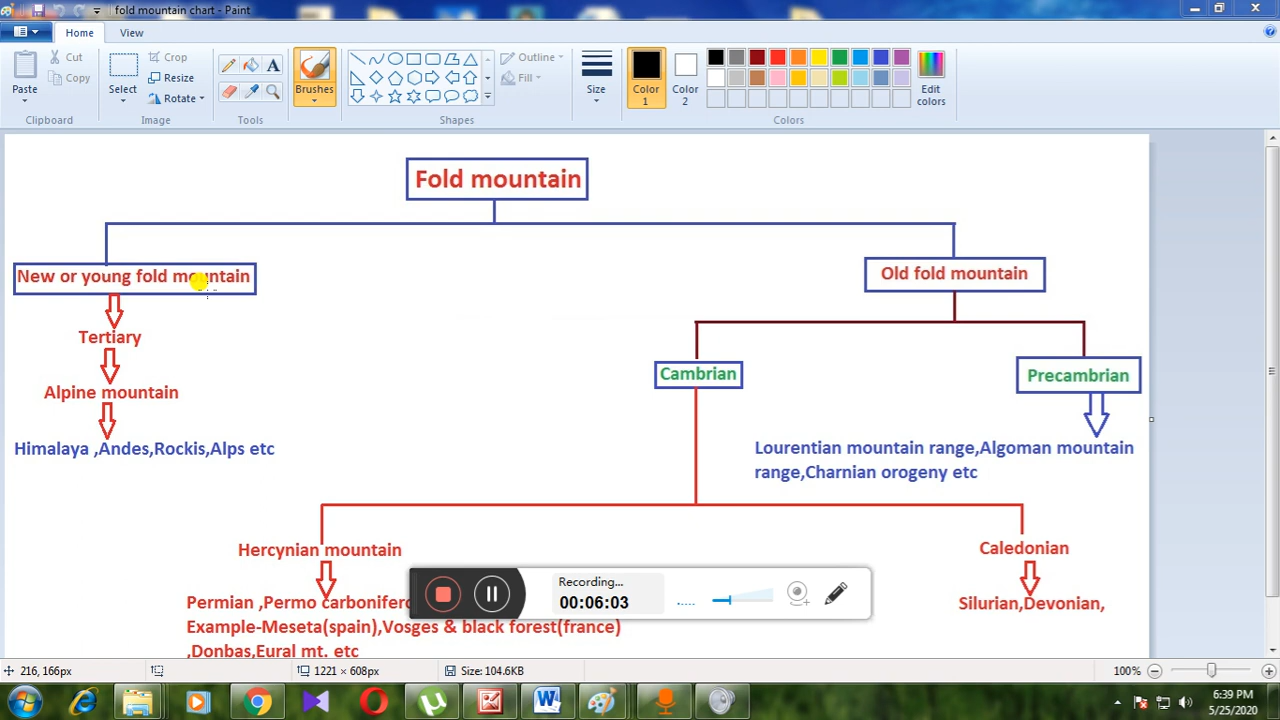 fold mountain chart - Paint
Home View
Cut
Copy
Paste
Clipboard
Crop
Resize
Rotate
Select
Image
Tools
Brushes
Outline
Fill
Shapes
Size
Color 1
Color 2
Edit colors
Colors
Fold mountain
New or young fold mountain
Old fold mountain
Tertiary
Cambrian
Precambrian
Alpine mountain
Himalaya ,Andes,Rockis,Alps etc
Lourentian mountain range,Algoman mountain
range,Charnian orogeny etc
Hercynian mountain
Caledonian
Recording...
00:06:03
Permian ,Permo
Silurian,Devonian,
Example-Meseta(spain),Vosges & black forest(france)
,Donbas,Eural mt. etc
216, 166px
1221 × 608px
Size: 104.6KB
100%
6:39 PM
5/25/2020